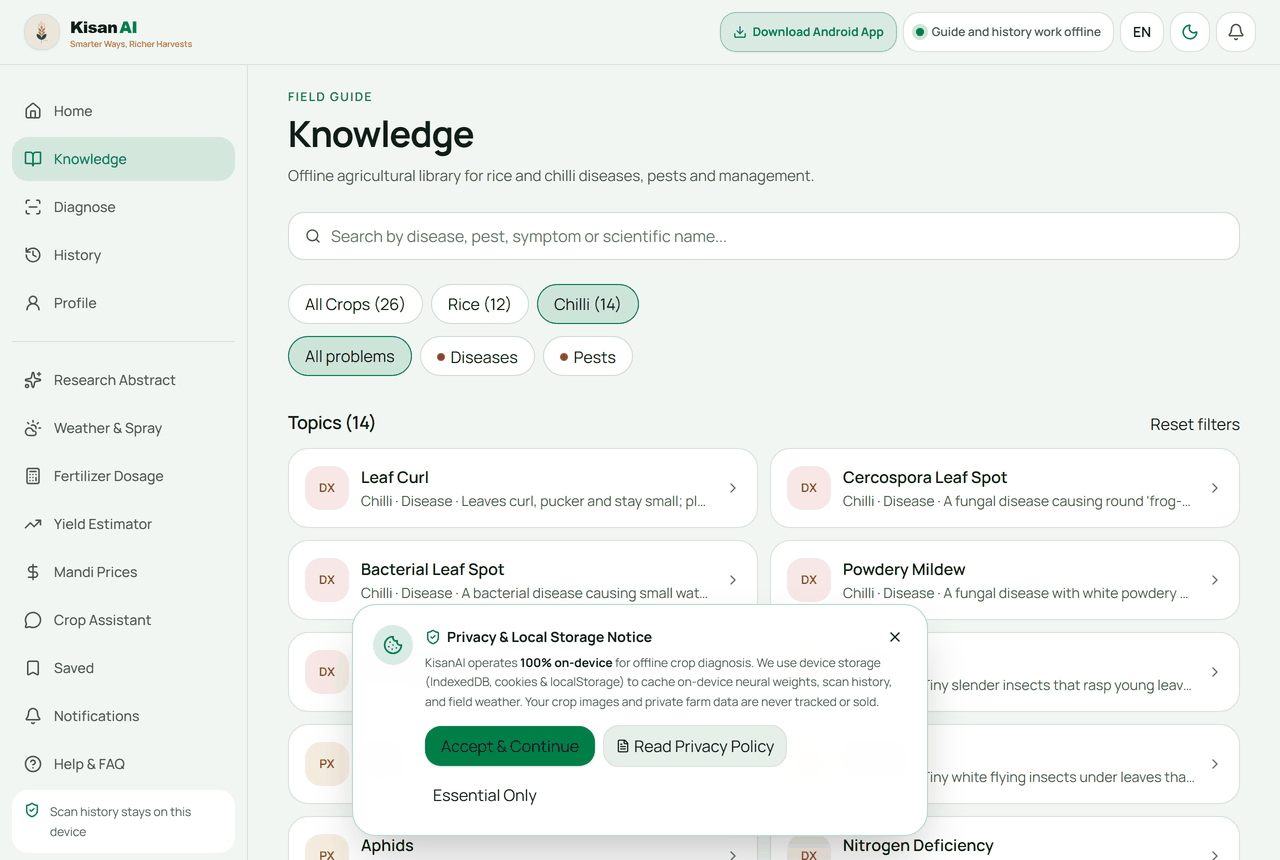 Kisan AI
Smarter Ways, Richer Harvests
Download Android App
Guide and history work offline
EN
Home
Knowledge
Diagnose
History
Profile
Research Abstract
Weather & Spray
Fertilizer Dosage
Yield Estimator
Mandi Prices
Crop Assistant
Saved
Notifications
Help & FAQ
Scan history stays on this
device
FIELD GUIDE
Knowledge
Offline agricultural library for rice and chilli diseases, pests and management.
Search by disease, pest, symptom or scientific name...
All Crops (26)
Rice (12)
Chilli (14)
All problems
Diseases
Pests
Topics (14)
Reset filters
DX
Leaf Curl
Chilli · Disease · Leaves curl, pucker and stay small; pl...
DX
Cercospora Leaf Spot
Chilli · Disease · A fungal disease causing round 'frog-...
DX
Bacterial Leaf Spot
Chilli · Disease · A bacterial disease causing small wat...
DX
Powdery Mildew
Chilli · Disease · A fungal disease with white powdery ...
DX
Tiny slender insects that rasp young leav...
PX
Tiny white flying insects under leaves tha...
PX
Aphids
DX
Nitrogen Deficiency
Privacy & Local Storage Notice
KisanAI operates 100% on-device for offline crop diagnosis. We use device storage
(IndexedDB, cookies & localStorage) to cache on-device neural weights, scan history,
and field weather. Your crop images and private farm data are never tracked or sold.
Accept & Continue
Read Privacy Policy
Essential Only